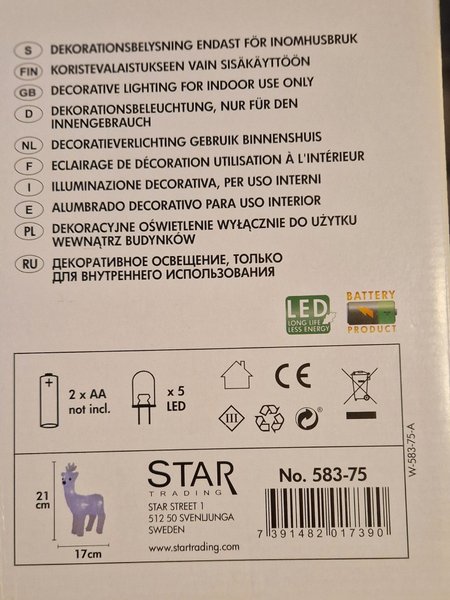 S DEKORATIONSBELYSNING ENDAST FÖR INOMHUSBRUK
FIN KORISTEVALAISTUKSEEN VAIN SISÄKÄYTTÖÖN
GB DECORATIVE LIGHTING FOR INDOOR USE ONLY
D DEKORATIONSBELEUCHTUNG, NUR FÜR DEN
INNENGEBRAUCH
NL DECORATIEVERLICHTING GEBRUIK BINNENSHUIS
F ECLAIRAGE DE DÉCORATION UTILISATION À L'INTÉRIEUR
I ILLUMINAZIONE DECORATIVA, PER USO INTERNI
E ALUMBRADO DECORATIVO PARA USO INTERIOR
PL DEKORACYJNE OŚWIETLENIE WYŁĄCZNIE DO UŻYTKU
WEWNĄTRZ BUDYNKÓW
RU ДЕКОРАТИВНОЕ ОСВЕЩЕНИЕ, ТОЛЬКО
ДЛЯ ВНУТРЕННЕГО ИСПОЛЬЗОВАНИЯ
LED
LONG LIFE
LESS ENERGY
BATTERY
PRODUCT
2 x AA
not incl.
x 5
LED
CE
III
W-583-75-A
21
cm
17cm
STAR
TRADING
STAR STREET 1
512 50 SVENLJUNGA
SWEDEN
www.startrading.com
No. 583-75
7 391482 017390